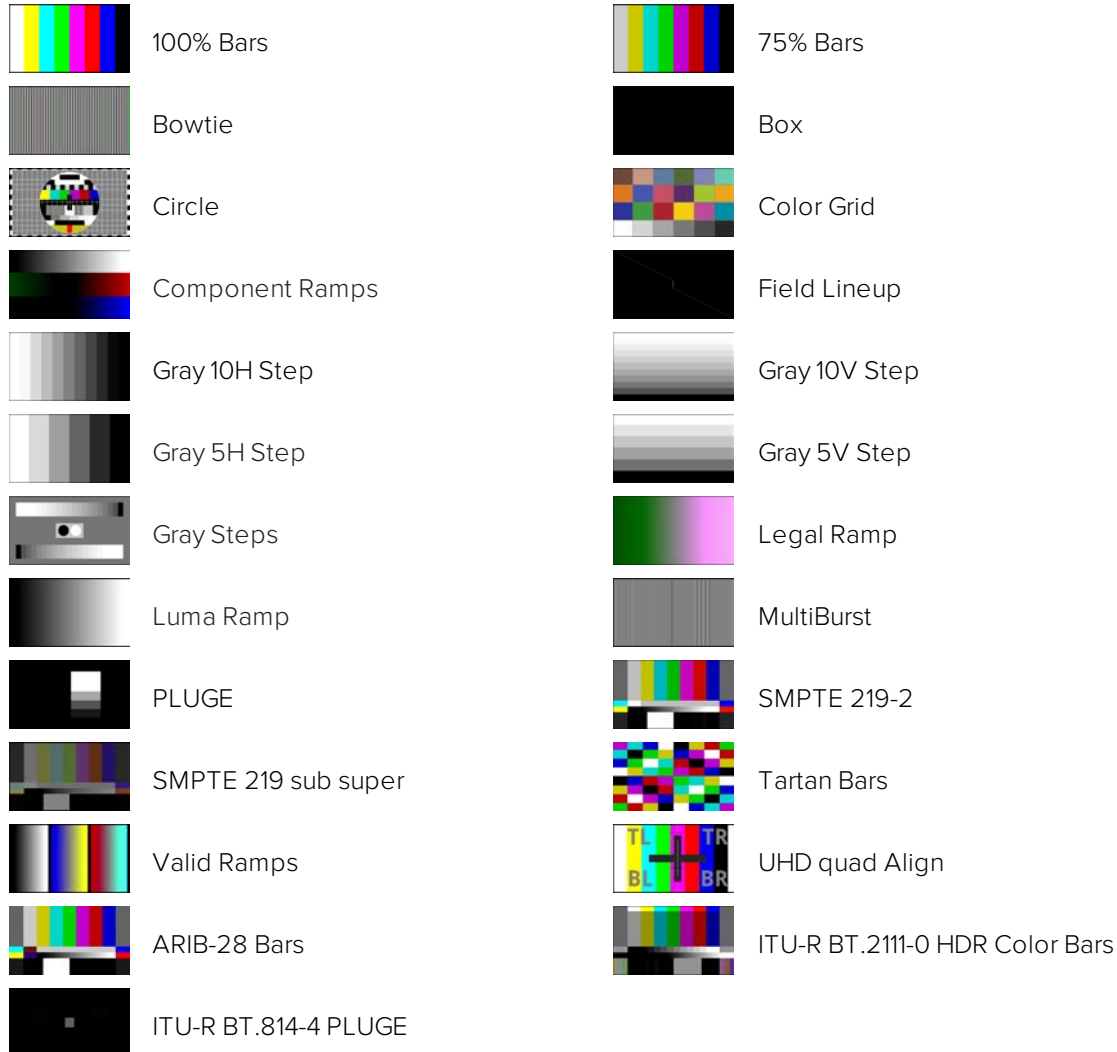 100% Bars
75% Bars
Bowtie
Box
Circle
Color Grid
Component Ramps
Field Lineup
Gray 10H Step
Gray 10V Step
Gray 5H Step
Gray 5V Step
Gray Steps
Legal Ramp
Luma Ramp
MultiBurst
PLUGE
SMPTE 219-2
SMPTE 219 sub super
Tartan Bars
Valid Ramps
TL TR
BL BR
UHD quad Align
ARIB-28 Bars
ITU-R BT.2111-0 HDR Color Bars
ITU-R BT.814-4 PLUGE